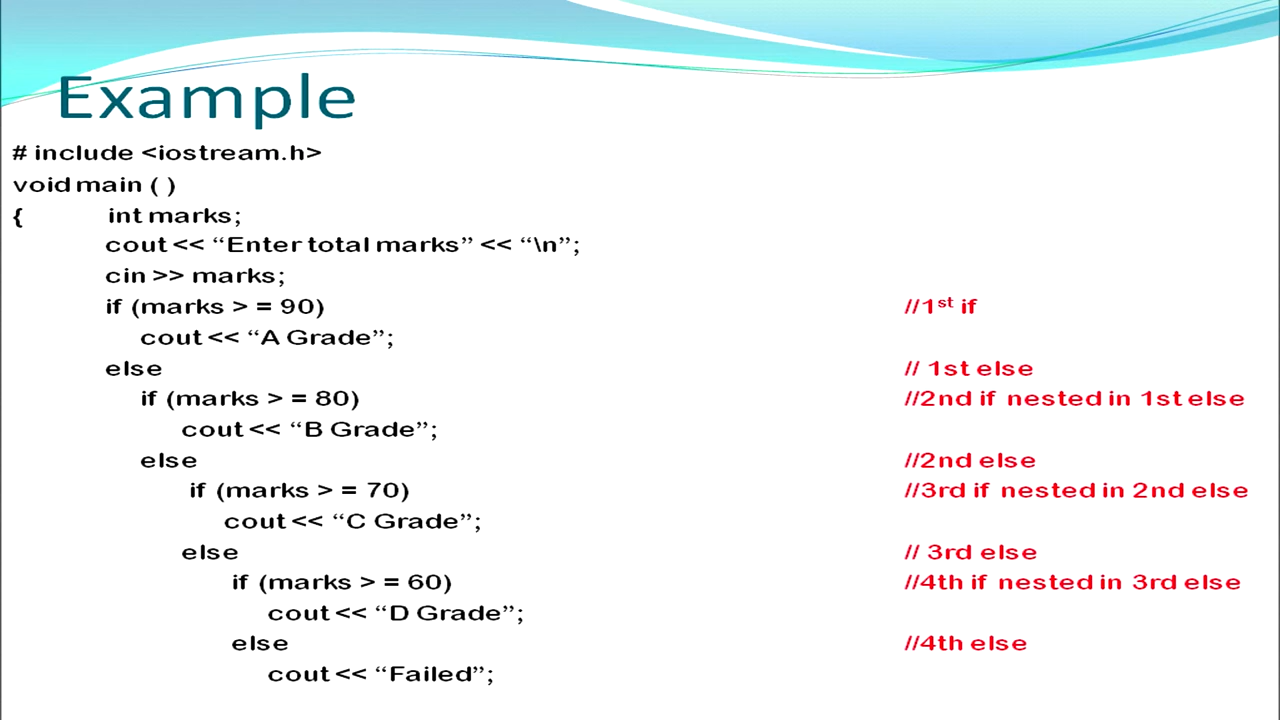 Example
# include <iostream.h>
void main ( )
{ int marks;
cout << “Enter total marks” << “\n”;
cin >> marks;
if (marks > = 90) //1st if
cout << “A Grade”;
else // 1st else
if (marks > = 80) //2nd if nested in 1st else
cout << “B Grade”;
else //2nd else
if (marks > = 70) //3rd if nested in 2nd else
cout << “C Grade”;
else // 3rd else
if (marks > = 60) //4th if nested in 3rd else
cout << “D Grade”;
else //4th else
cout << “Failed”;